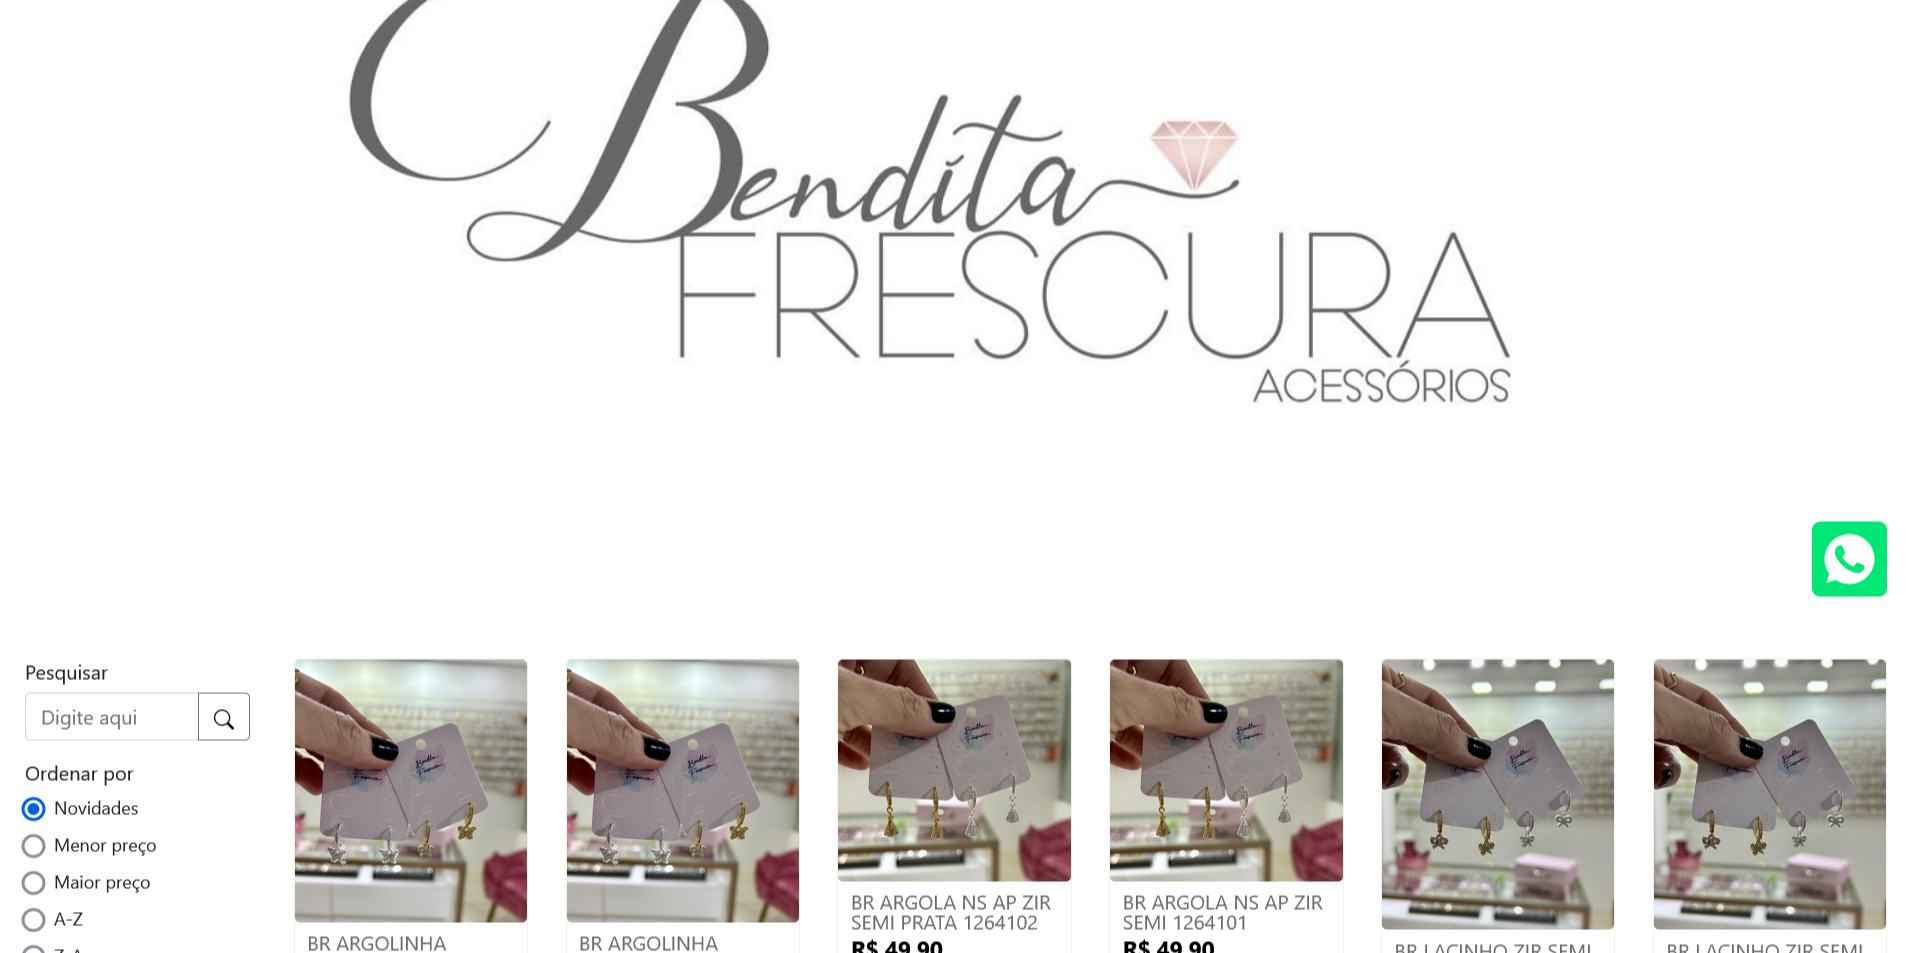 Bendita
FRESCURA
ACESSÓRIOS
Pesquisar
Digite aqui
Ordenar por
Novidades
Menor preço
Maior preço
A-Z
Z-A
BR ARGOLINHA
BR ARGOLINHA
BR ARGOLA NS AP ZIR
SEMI PRATA 1264102
R$ 49,90
BR ARGOLA NS AP ZIR
SEMI 1264101
R$ 49,90
BR LACINHO ZIR SEMI
BR LACINHO ZIR SEMI